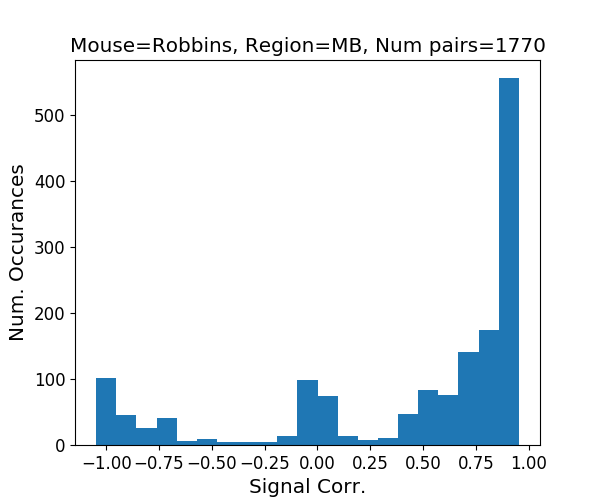 Mouse=Robbins, Region=MB, Num pairs=1770
Num. Occurances
500
400
300
200
100
0
−1.00 −0.75 −0.50 −0.25 0.00 0.25 0.50 0.75 1.00
Signal Corr.